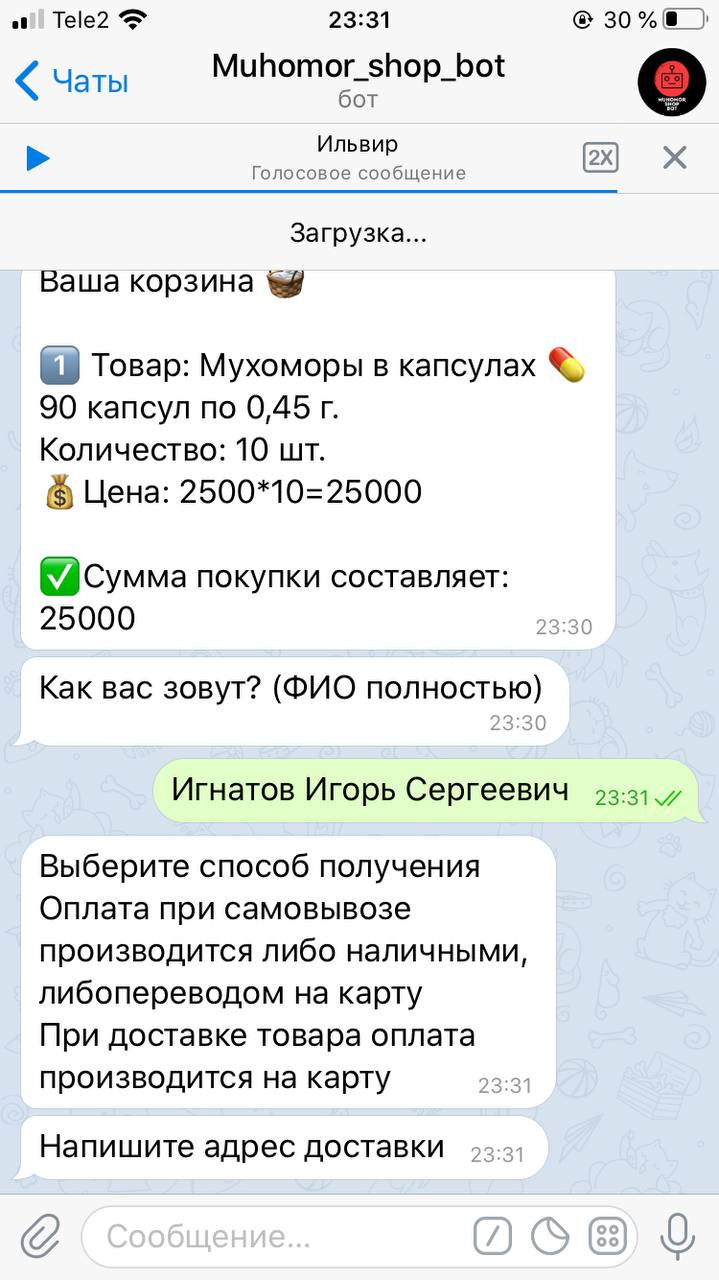 Tele2 23:31 30 %
Чаты
Muhomor_shop_bot
бот
MUHOMOR
SHOP
BOT
Ильвир
Голосовое сообщение
2X
Загрузка...
Ваша корзина
1 Товар: Мухоморы в капсулах
90 капсул по 0,45 г.
Количество: 10 шт.
Цена: 2500*10=25000
Сумма покупки составляет:
25000
23:30
Как вас зовут? (ФИО полностью)
23:30
Игнатов Игорь Сергеевич 23:31
Выберите способ получения
Оплата при самовывозе
производится либо наличными,
либопереводом на карту
При доставке товара оплата
производится на карту 23:31
Напишите адрес доставки 23:31
Сообщение...